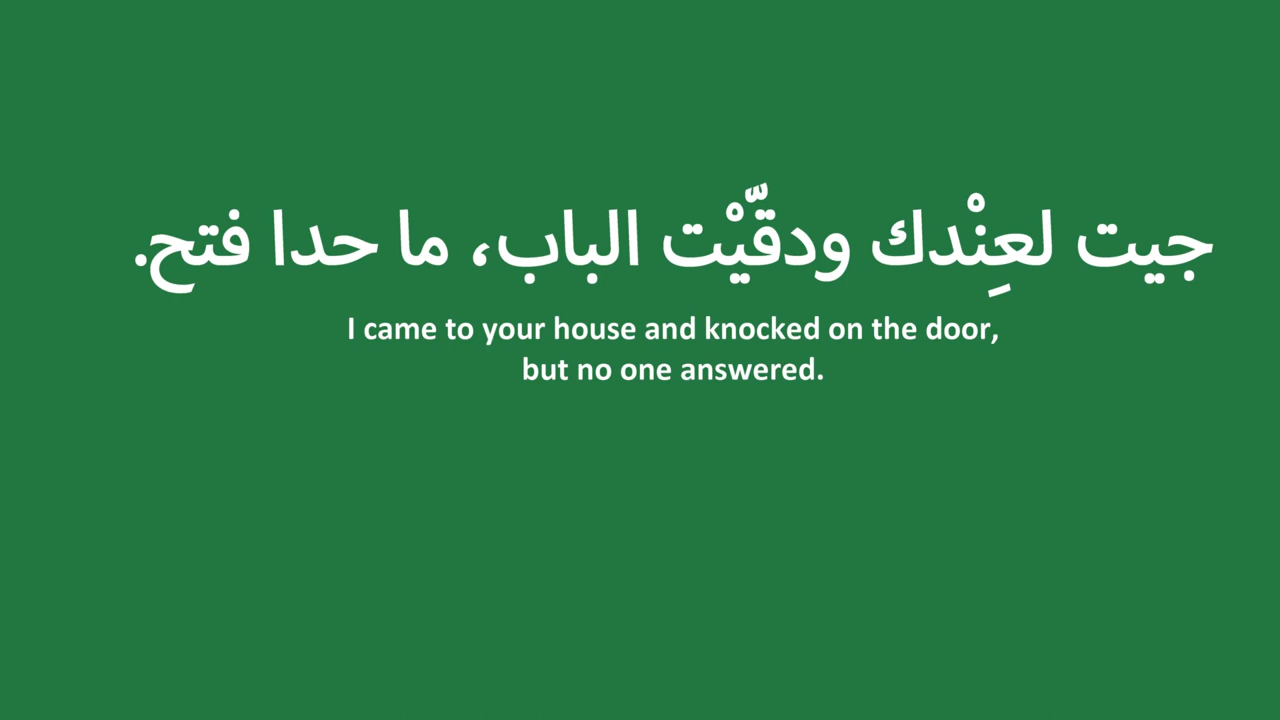 جيت لعِنْدك ودقّيْت الباب، ما حدا فتح.
I came to your house and knocked on the door,
but no one answered.